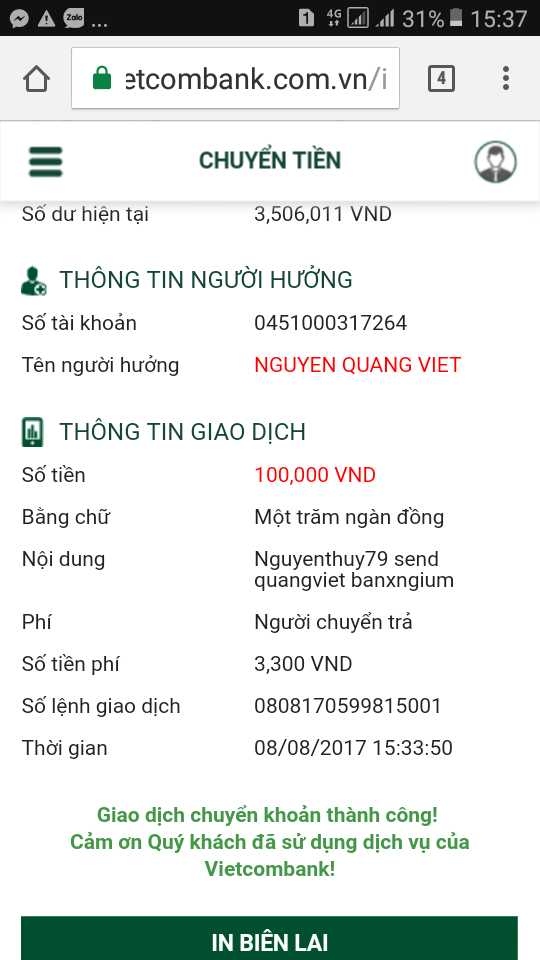 Zalo ... 1 4G 31% 15:37
etcombank.com.vn/i 4
CHUYỂN TIỀN
Số dư hiện tại 3,506,011 VND
THÔNG TIN NGƯỜI HƯỞNG
Số tài khoản 0451000317264
Tên người hưởng NGUYEN QUANG VIET
THÔNG TIN GIAO DỊCH
Số tiền 100,000 VND
Bằng chữ Một trăm ngàn đồng
Nội dung Nguyenthuy79 send
quangviet banxngium
Phí Người chuyển trả
Số tiền phí 3,300 VND
Số lệnh giao dịch 0808170599815001
Thời gian 08/08/2017 15:33:50
Giao dịch chuyển khoản thành công!
Cảm ơn Quý khách đã sử dụng dịch vụ của
Vietcombank!
IN BIÊN LAI